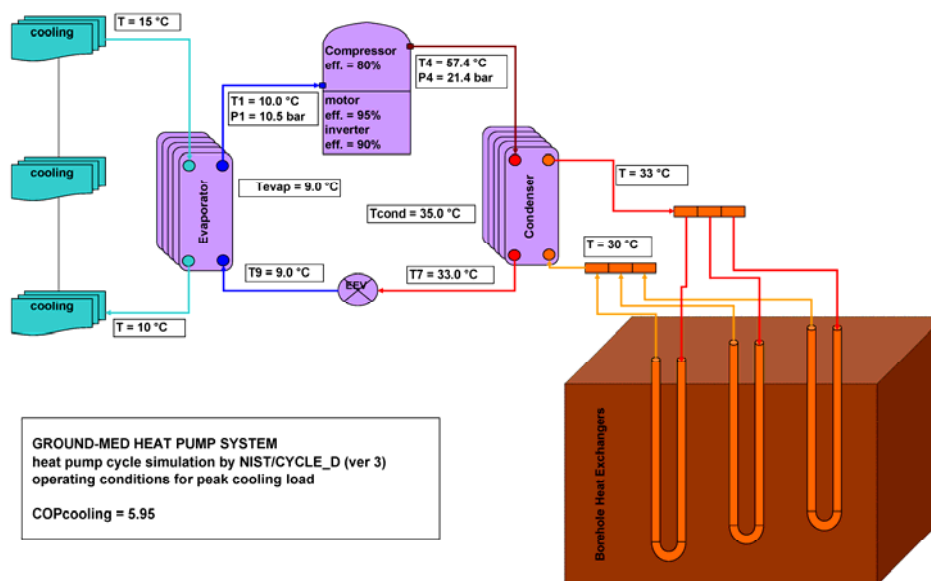 cooling
T = 15 °C
Compressor
eff. = 80%
T4 = 57.4 °C
P4 = 21.4 bar
T1 = 10.0 °C
P1 = 10.5 bar
motor
eff. = 95%
inverter
eff. = 90%
cooling
Evaporator
Tevap = 9.0 °C
Condenser
T = 33 °C
Tcond = 35.0 °C
T = 30 °C
T9 = 9.0 °C
EEV
T7 = 33.0 °C
cooling
T = 10 °C
Borehole Heat Exchangers
GROUND-MED HEAT PUMP SYSTEM
heat pump cycle simulation by NIST/CYCLE_D (ver 3)
operating conditions for peak cooling load
COPcooling = 5.95